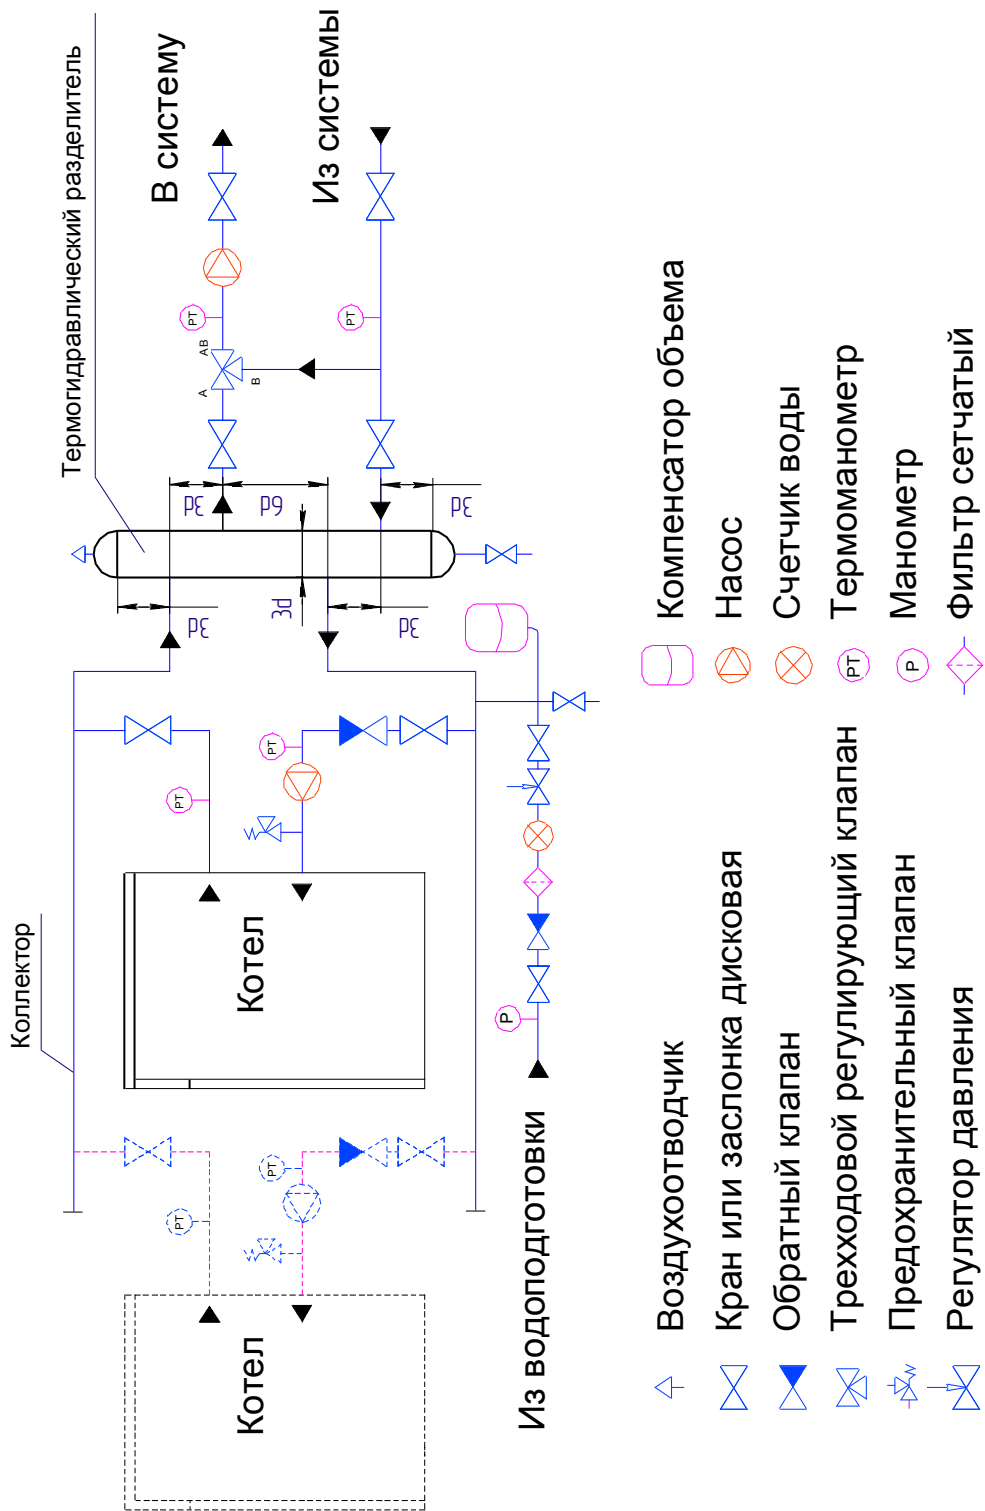 Термогидравлический разделитель
В систему
Из системы
Коллектор
PT
PT
A
AB
B
3d
6d
3d
3d
3d
3d
PT
PT
PT
PT
Котел
Котел
P
Из водоподготовки
Воздухоотводчик
Кран или заслонка дисковая
Обратный клапан
Трехходовой регулирующий клапан
Предохранительный клапан
Регулятор давления
Компенсатор объема
Насос
Счетчик воды
PT Термоманометр
P Манометр
Фильтр сетчатый